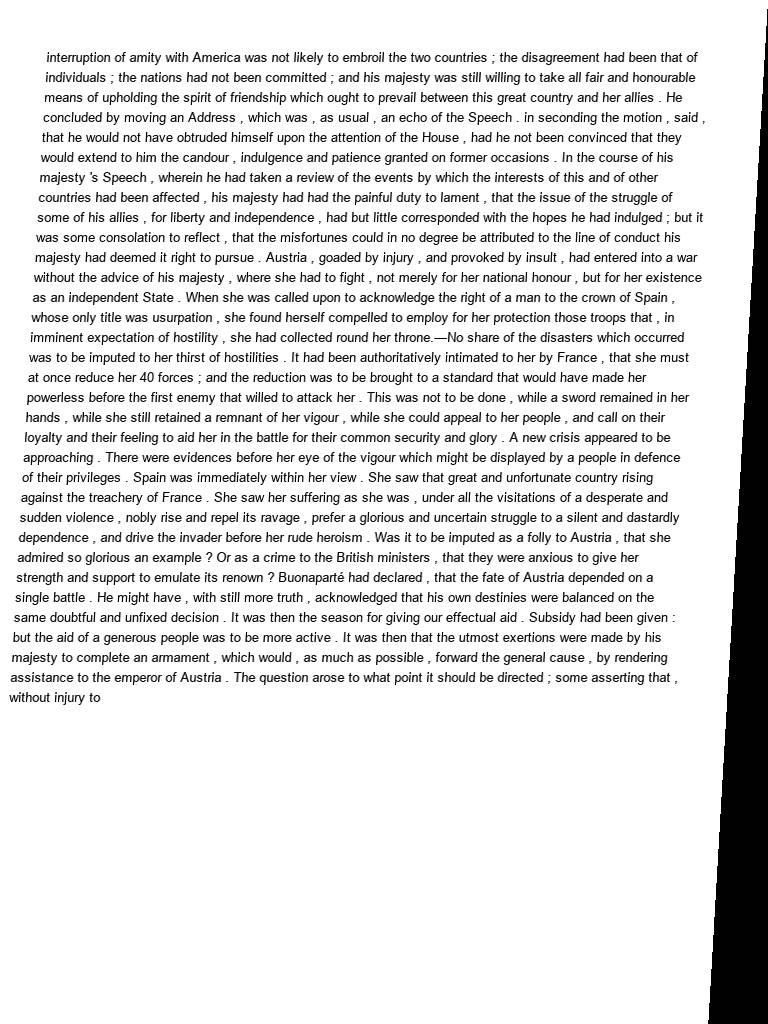 interruption of amity with America was not likely to embroil the two countries ; the disagreement had been that of
individuals ; the nations had not been committed ; and his majesty was still willing to take all fair and honourable
means of upholding the spirit of friendship which ought to prevail between this great country and her allies . He
concluded by moving an Address , which was , as usual , an echo of the Speech . in seconding the motion , said ,
that he would not have obtruded himself upon the attention of the House , had he not been convinced that they
would extend to him the candour , indulgence and patience granted on former occasions . In the course of his
majesty 's Speech , wherein he had taken a review of the events by which the interests of this and of other
countries had been affected , his majesty had had the painful duty to lament , that the issue of the struggle of
some of his allies , for liberty and independence , had but little corresponded with the hopes he had indulged ; but it
was some consolation to reflect , that the misfortunes could in no degree be attributed to the line of conduct his
majesty had deemed it right to pursue . Austria , goaded by injury , and provoked by insult , had entered into a war
without the advice of his majesty , where she had to fight , not merely for her national honour , but for her existence
as an independent State . When she was called upon to acknowledge the right of a man to the crown of Spain ,
whose only title was usurpation , she found herself compelled to employ for her protection those troops that , in
imminent expectation of hostility , she had collected round her throne.—No share of the disasters which occurred
was to be imputed to her thirst of hostilities . It had been authoritatively intimated to her by France , that she must
at once reduce her 40 forces ; and the reduction was to be brought to a standard that would have made her
powerless before the first enemy that willed to attack her . This was not to be done , while a sword remained in her
hands , while she still retained a remnant of her vigour , while she could appeal to her people , and call on their
loyalty and their feeling to aid her in the battle for their common security and glory . A new crisis appeared to be
approaching . There were evidences before her eye of the vigour which might be displayed by a people in defence
of their privileges . Spain was immediately within her view . She saw that great and unfortunate country rising
against the treachery of France . She saw her suffering as she was , under all the visitations of a desperate and
sudden violence , nobly rise and repel its ravage , prefer a glorious and uncertain struggle to a silent and dastardly
dependence , and drive the invader before her rude heroism . Was it to be imputed as a folly to Austria , that she
admired so glorious an example ? Or as a crime to the British ministers , that they were anxious to give her
strength and support to emulate its renown ? Buonaparté had declared , that the fate of Austria depended on a
single battle . He might have , with still more truth , acknowledged that his own destinies were balanced on the
same doubtful and unfixed decision . It was then the season for giving our effectual aid . Subsidy had been given :
but the aid of a generous people was to be more active . It was then that the utmost exertions were made by his
majesty to complete an armament , which would , as much as possible , forward the general cause , by rendering
assistance to the emperor of Austria . The question arose to what point it should be directed ; some asserting that ,
without injury to